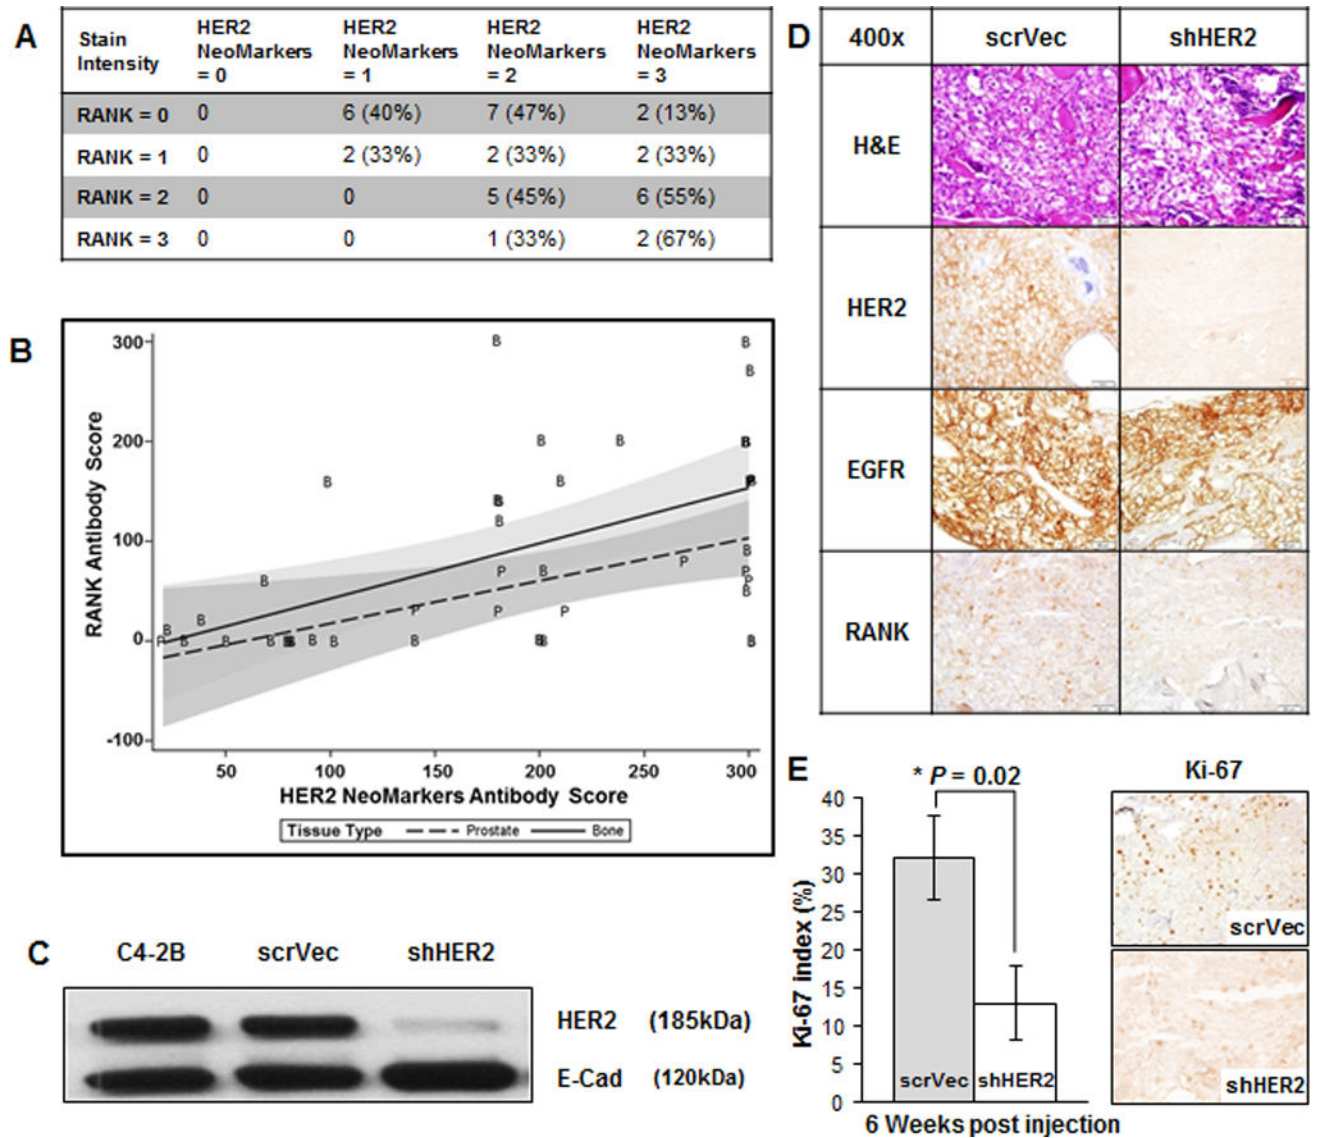 A
Stain Intensity | HER2 NeoMarkers = 0 | HER2 NeoMarkers = 1 | HER2 NeoMarkers = 2 | HER2 NeoMarkers = 3
RANK = 0 | 0 | 6 (40%) | 7 (47%) | 2 (13%)
RANK = 1 | 0 | 2 (33%) | 2 (33%) | 2 (33%)
RANK = 2 | 0 | 0 | 5 (45%) | 6 (55%)
RANK = 3 | 0 | 0 | 1 (33%) | 2 (67%)
B
RANK Antibody Score
300
200
100
0
-100
50 100 150 200 250 300
HER2 NeoMarkers Antibody Score
Tissue Type Prostate Bone
C
C4-2B scrVec shHER2
HER2 (185kDa)
E-Cad (120kDa)
D
400x scrVec shHER2
H&E
HER2
EGFR
RANK
E
* P = 0.02
Ki-67 index (%)
40
35
30
25
20
15
10
5
0
scrVec shHER2
6 Weeks post injection
Ki-67
scrVec
shHER2